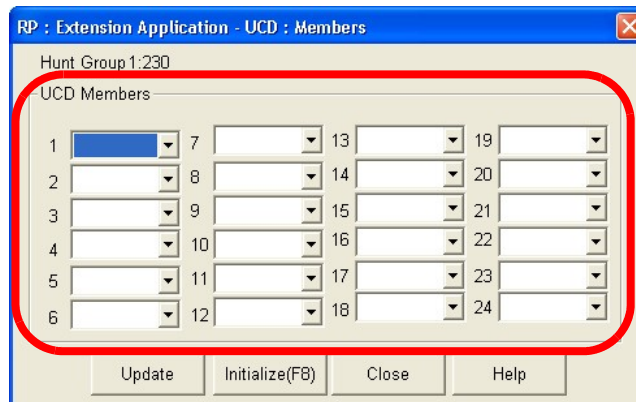 RP : Extension Application - UCD : Members
Hunt Group 1:230
UCD Members
1 7 13 19
2 8 14 20
3 9 15 21
4 10 16 22
5 11 17 23
6 12 18 24
Update Initialize(F8) Close Help